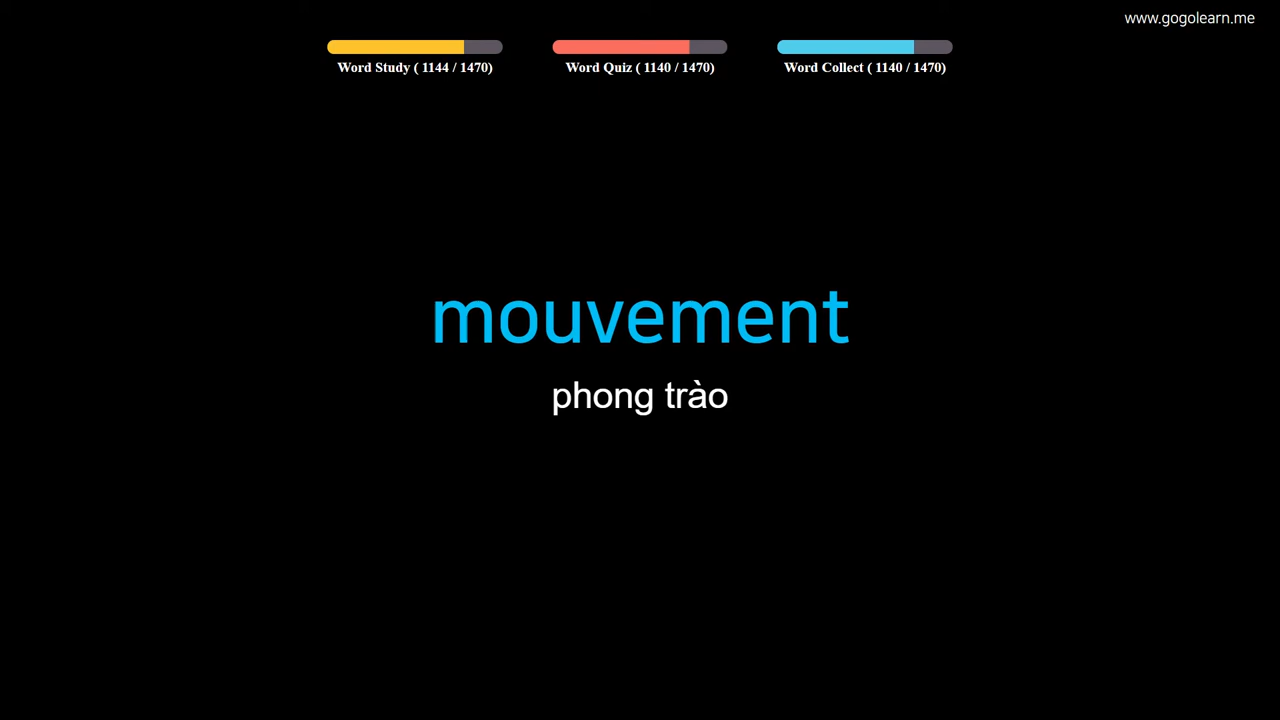 www.gogolearn.me
Word Study ( 1144 / 1470)
Word Quiz ( 1140 / 1470)
Word Collect ( 1140 / 1470)
mouvement
phong trào